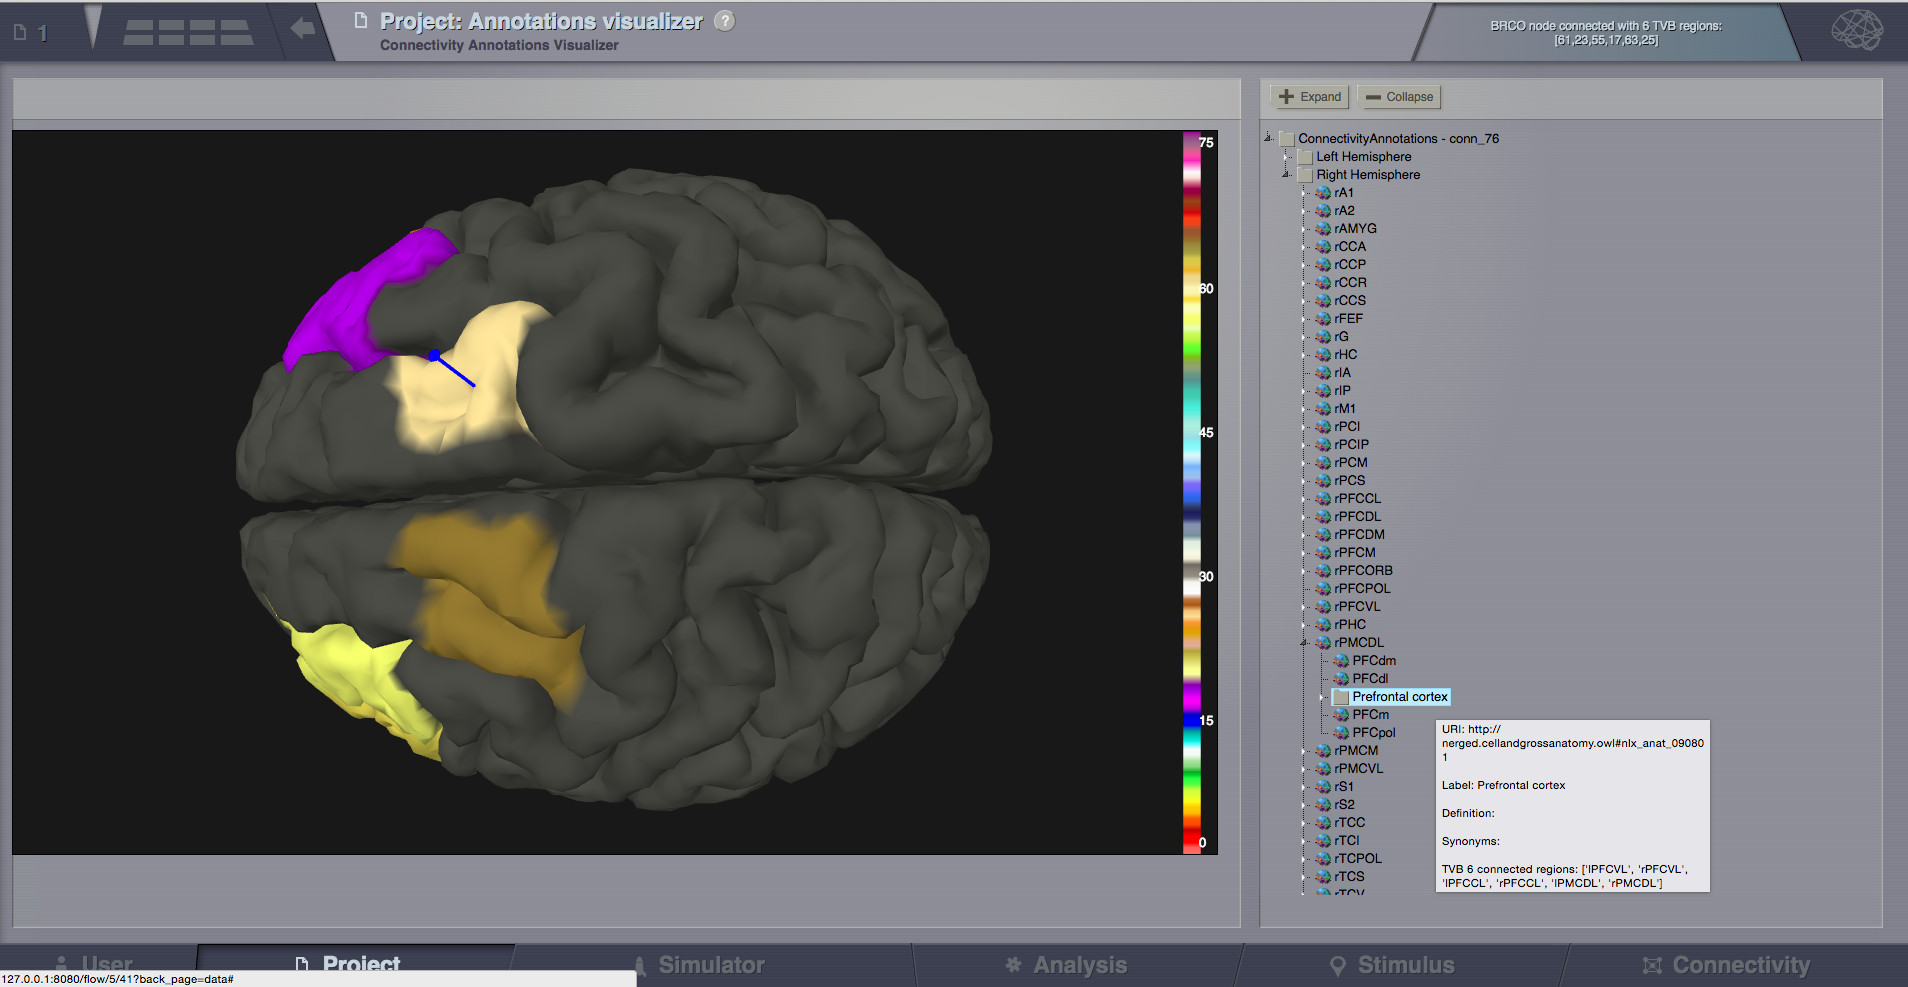 1
Project: Annotations visualizer ?
Connectivity Annotations Visualizer
BRCO node connected with 6 TVB regions:
[61,23,55,17,63,25]
Expand
Collapse
75
60
45
30
15
0
ConnectivityAnnotations - conn_76
Left Hemisphere
Right Hemisphere
rA1
rA2
rAMYG
rCCA
rCCP
rCCR
rCCS
rFEF
rG
rHC
rIA
rIP
rM1
rPCI
rPCIP
rPCM
rPCS
rPFCCL
rPFCDL
rPFCDM
rPFCM
rPFCORB
rPFCPOL
rPFCVL
rPHC
rPMCDL
PFCdm
PFCdl
Prefrontal cortex
PFCm
PFCpol
rPMCM
rPMCVL
rS1
rS2
rTCC
rTCI
rTCPOL
rTCS
rTCV
URI: http://
nerged.cellandgrossanatomy.owl#nlx_anat_09080
1
Label: Prefrontal cortex
Definition:
Synonyms:
TVB 6 connected regions: ['lPFCVL', 'rPFCVL',
'lPFCCL', 'rPFCCL', 'lPMCDL', 'rPMCDL']
User
Project
Simulator
Analysis
Stimulus
Connectivity
127.0.0.1:8080/flow/5/41?back_page=data#